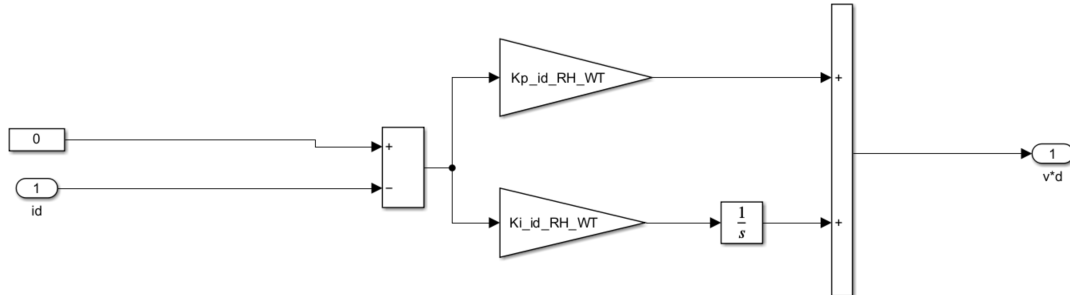 Kp_id_RH_WT
+
0
+
1
−
id
Ki_id_RH_WT
1
s
+
1
v*d